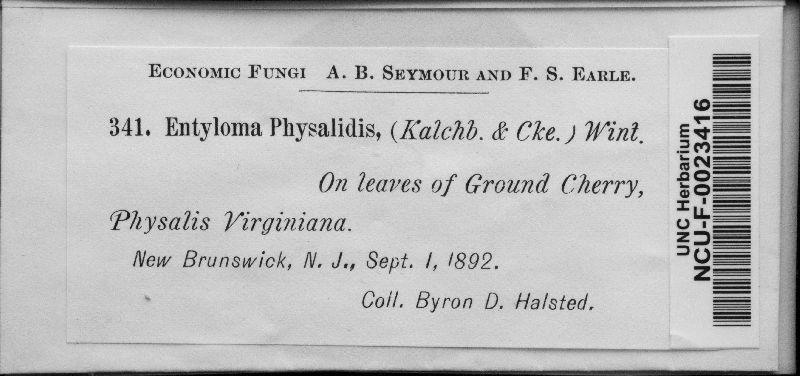 Economic Fungi A. B. Seymour and F. S. Earle.
341. Entyloma Physalidis, (Kalchb. & Cke.) Wint.
On leaves of Ground Cherry,
Physalis Virginiana.
New Brunswick, N. J., Sept. 1, 1892.
Coll. Byron D. Halsted.
UNC Herbarium
NCU-F-0023416